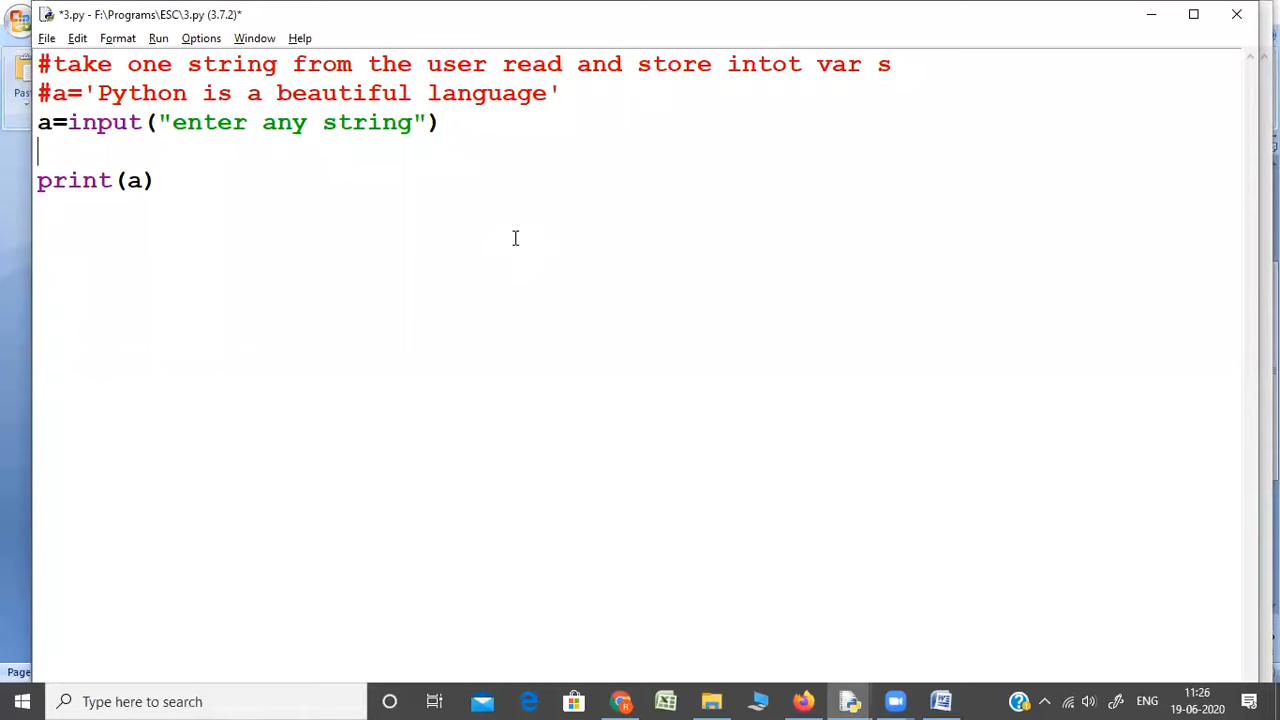 *3.py - F:\Programs\ESC\3.py (3.7.2)*
File Edit Format Run Options Window Help
#take one string from the user read and store intot var s
#a='Python is a beautiful language'
a=input("enter any string")
print(a)
Page
Type here to search
ENG
11:26
19-06-2020